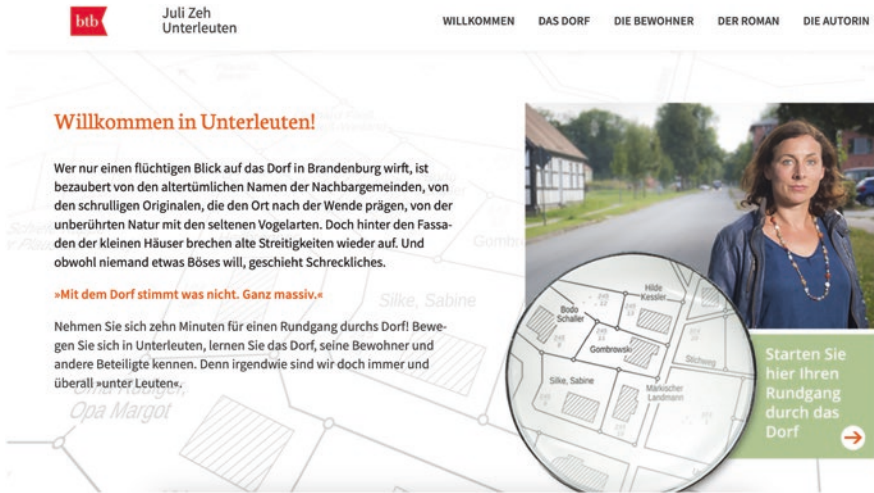 btb
Juli Zeh
Unterleuten
WILLKOMMEN DAS DORF DIE BEWOHNER DER ROMAN DIE AUTORIN
Willkommen in Unterleuten!
Wer nur einen flüchtigen Blick auf das Dorf in Brandenburg wirft, ist
bezaubert von den altertümlichen Namen der Nachbargemeinden, von
den schrulligen Originalen, die den Ort nach der Wende prägen, von der
unberührten Natur mit den seltenen Vogelarten. Doch hinter den Fassa-
den der kleinen Häuser brechen alte Streitigkeiten wieder auf. Und
obwohl niemand etwas Böses will, geschieht Schreckliches.
»Mit dem Dorf stimmt was nicht. Ganz massiv.«
Nehmen Sie sich zehn Minuten für einen Rundgang durchs Dorf! Bewe-
gen Sie sich in Unterleuten, lernen Sie das Dorf, seine Bewohner und
andere Beteiligte kennen. Denn irgendwie sind wir doch immer und
überall »unter Leuten«.
Silke, Sabine
Opa Margot
Hilde
Kessler
Bodo
Schaller
Gombrowski
Stichweg
Silke, Sabine
Märkischer
Landmann
Starten Sie
hier Ihren
Rundgang
durch das
Dorf